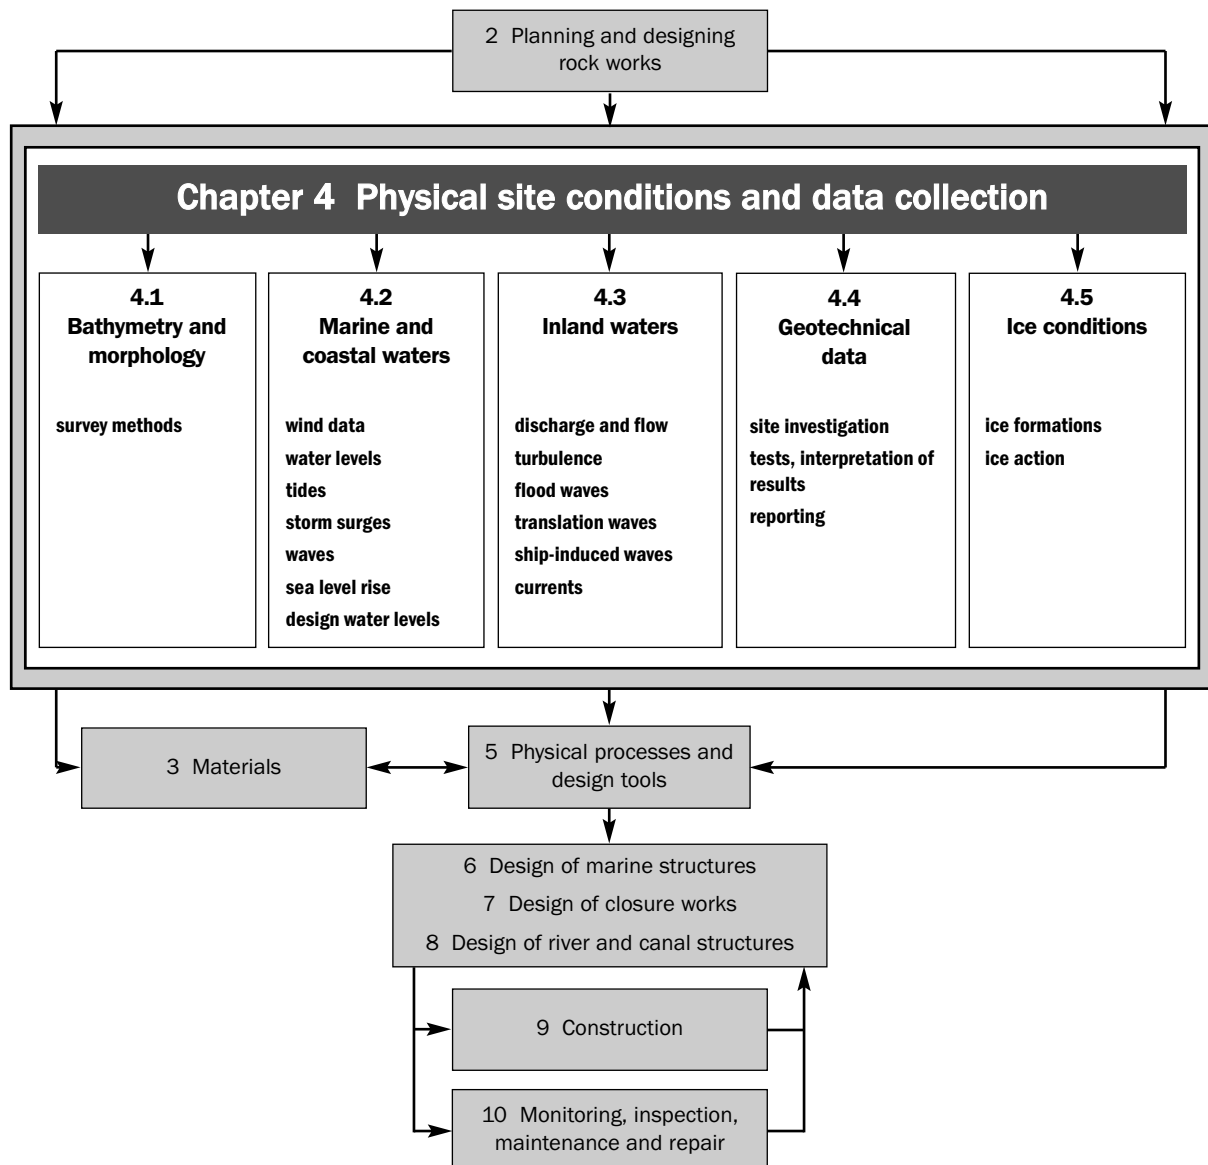 2 Planning and designing
rock works
Chapter 4 Physical site conditions and data collection
4.1
Bathymetry and
morphology
survey methods
4.2
Marine and
coastal waters
wind data
water levels
tides
storm surges
waves
sea level rise
design water levels
4.3
Inland waters
discharge and flow
turbulence
flood waves
translation waves
ship-induced waves
currents
4.4
Geotechnical
data
site investigation
tests, interpretation of
results
reporting
4.5
Ice conditions
ice formations
ice action
3 Materials
5 Physical processes and
design tools
6 Design of marine structures
7 Design of closure works
8 Design of river and canal structures
9 Construction
10 Monitoring, inspection,
maintenance and repair